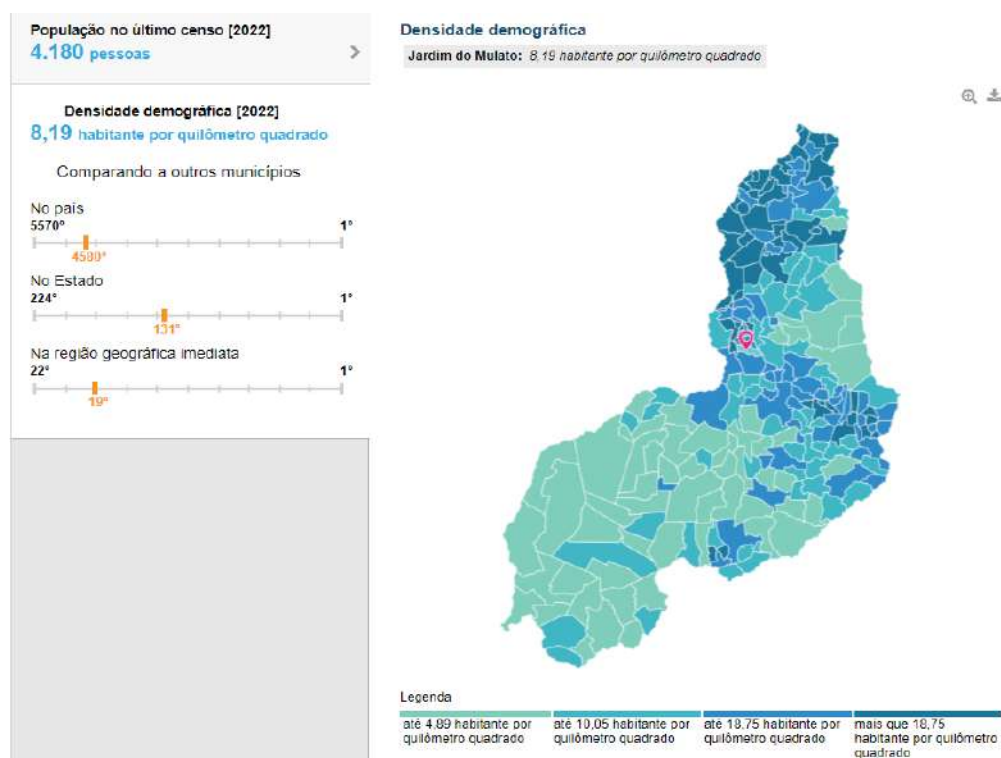 População no último censo [2022]
4.180 pessoas
Densidade demográfica [2022]
8,19 habitante por quilômetro quadrado
Comparando a outros municípios
No país
5570° 1°
4580°
No Estado
224° 1°
131°
Na região geográfica imediata
22° 1°
19°
Densidade demográfica
Jardim do Mulato: 8,19 habitante por quilômetro quadrado
Legenda
até 4,89 habitante por
quilômetro quadrado
até 10,05 habitante por
quilômetro quadrado
até 18,75 habitante por
quilômetro quadrado
mais que 18,75
habitante por quilômetro
quadrado